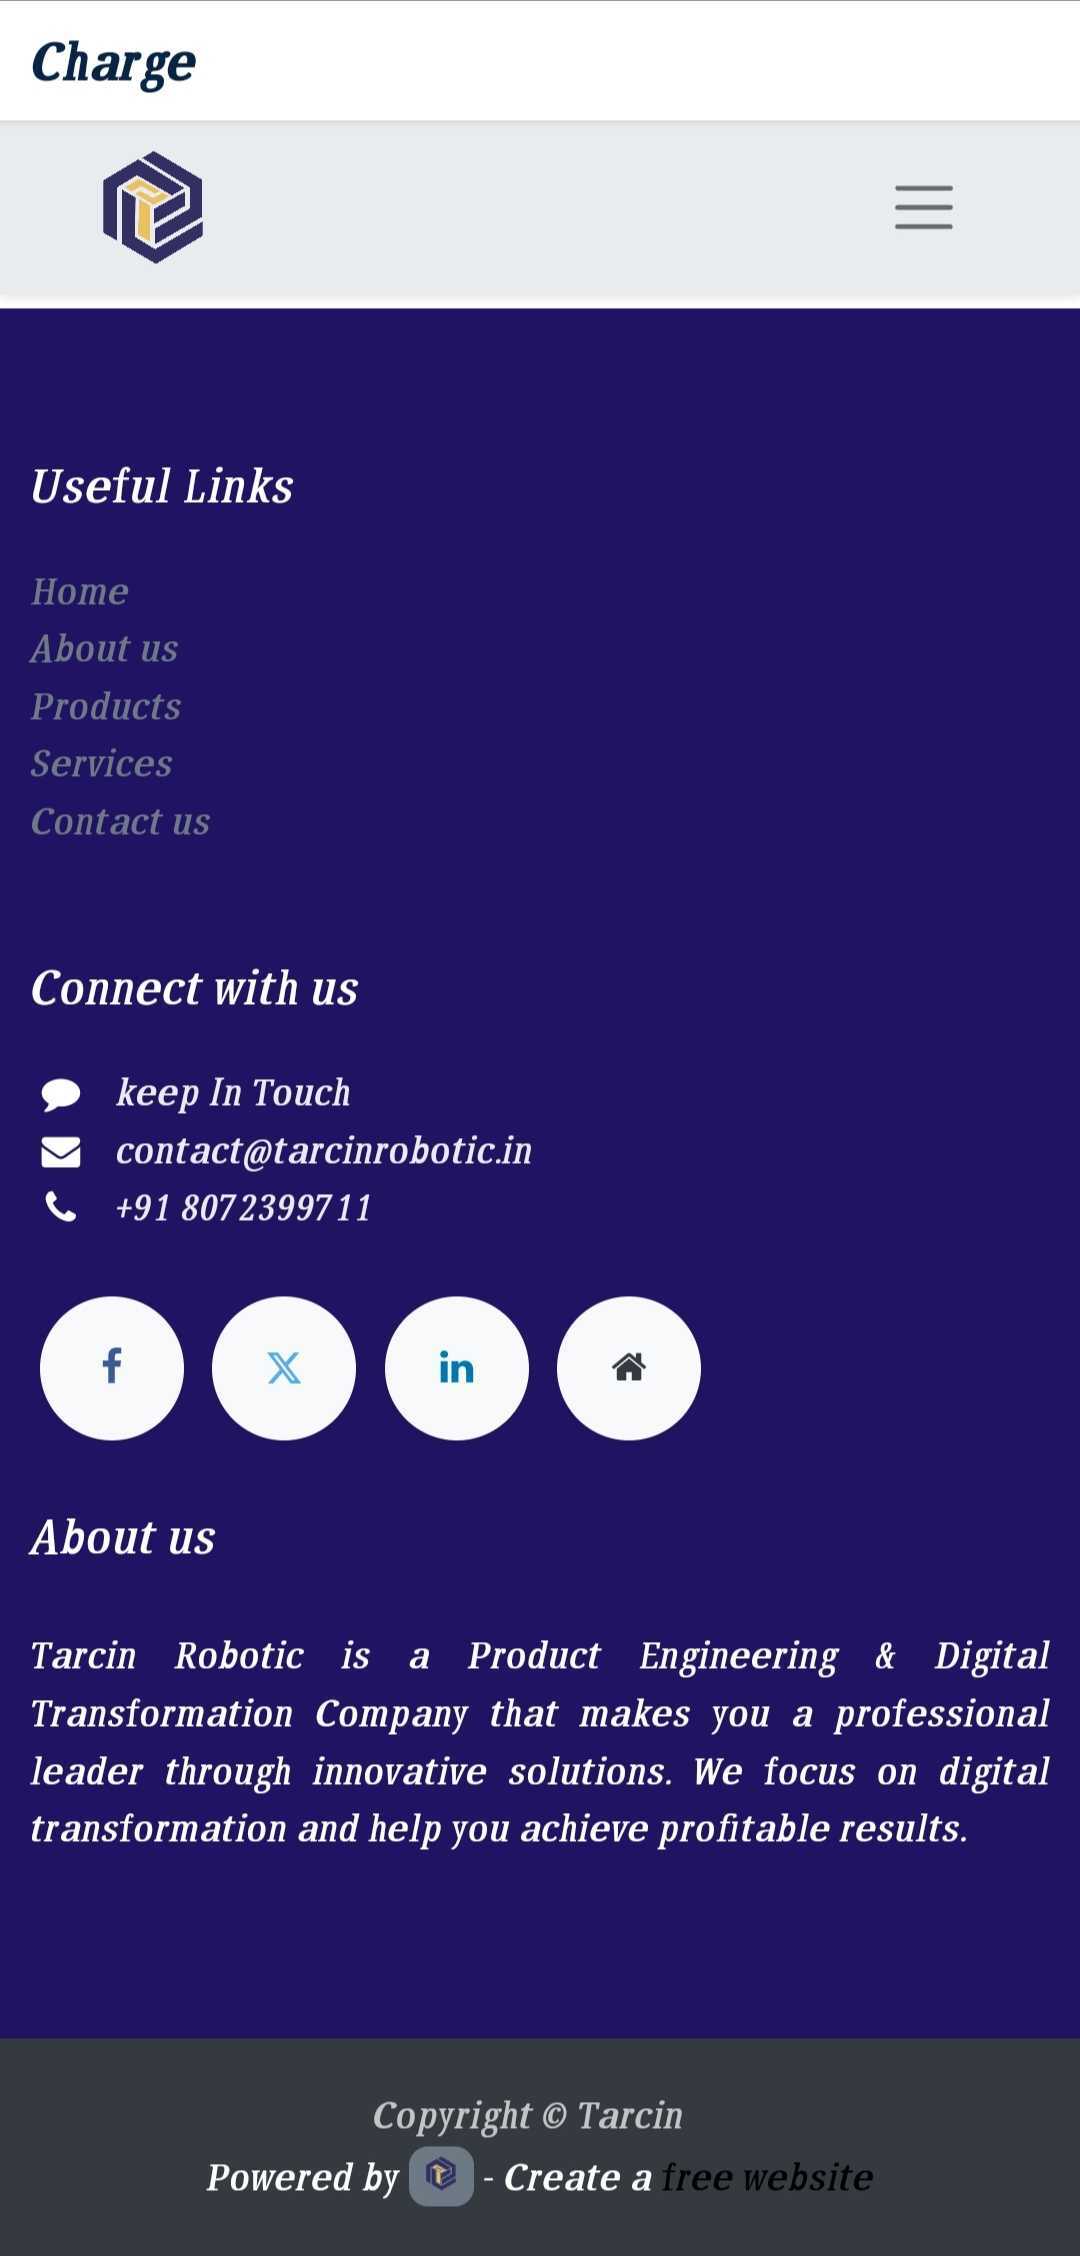 Charge
Useful Links
Home
About us
Products
Services
Contact us
Connect with us
keep In Touch
contact@tarcinrobotic.in
+91 8072399711
f
X
in
About us
Tarcin Robotic is a Product Engineering & Digital
Transformation Company that makes you a professional
leader through innovative solutions. We focus on digital
transformation and help you achieve profitable results.
Copyright © Tarcin
Powered by - Create a free website